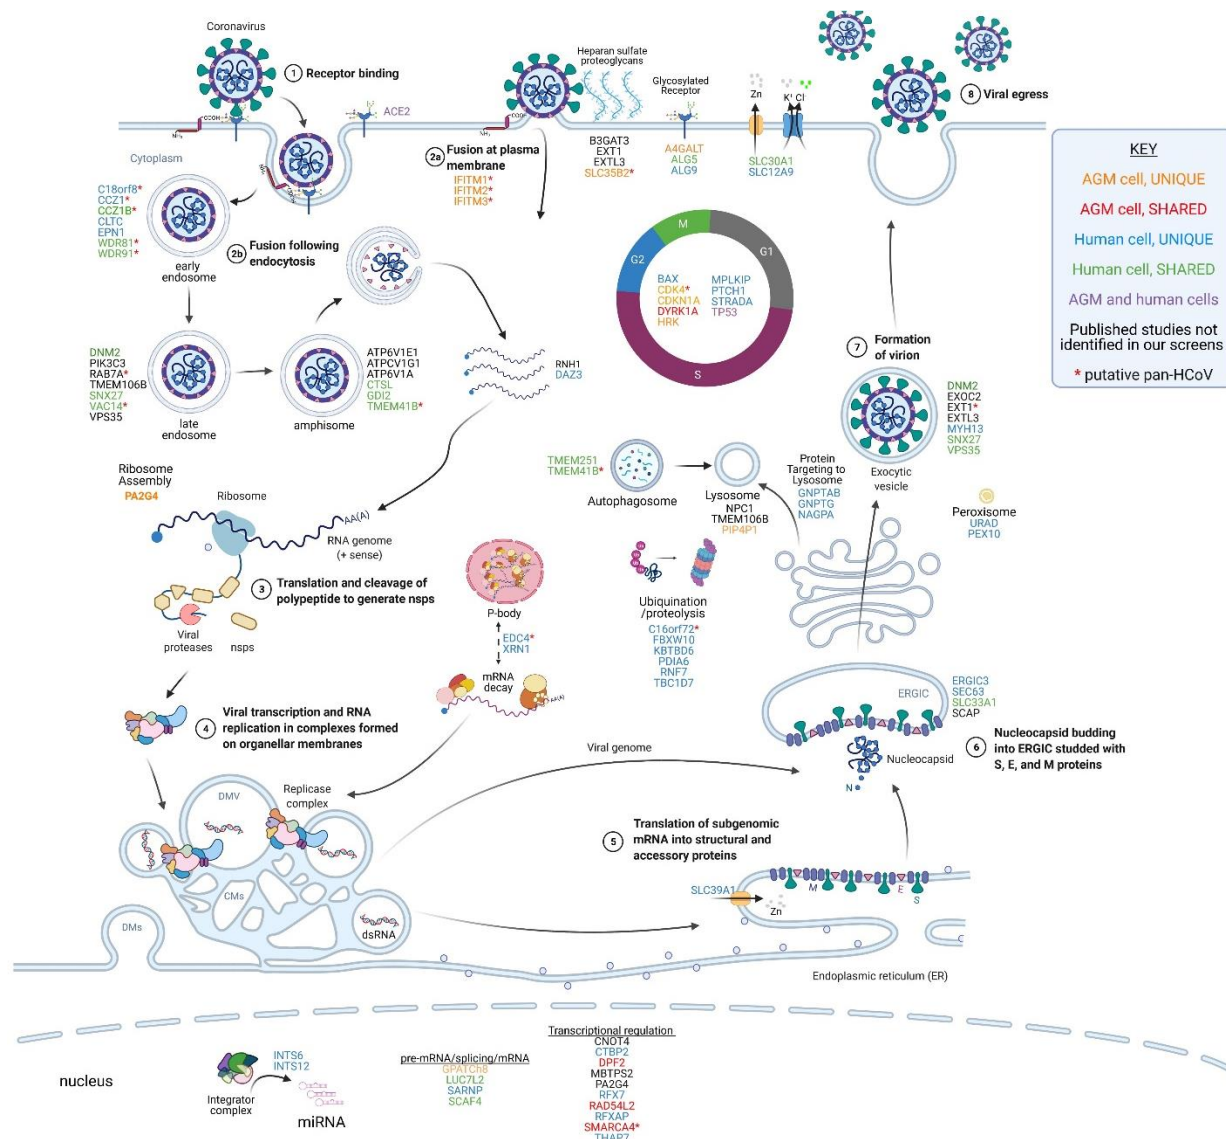 Coronavirus
1 Receptor binding
COOH
NH₂
ACE2
Cytoplasm
C18orf8*
CCZ1*
CCZ1B*
CLTC
EPN1
WDR81*
WDR91*
early
endosome
2a Fusion at plasma
membrane
IFITM1*
IFITM2*
IFITM3*
2b Fusion following
endocytosis
COOH
NH₂
Heparan sulfate
proteoglycans
B3GAT3
EXT1
EXTL3
SLC35B2*
Glycosylated
Receptor
A4GALT
ALG5
ALG9
Zn
K⁺ Cl⁻
SLC30A1
SLC12A9
8 Viral egress
KEY
AGM cell, UNIQUE
AGM cell, SHARED
Human cell, UNIQUE
Human cell, SHARED
AGM and human cells
Published studies not
identified in our screens
* putative pan-HCoV
DNM2
PIK3C3
RAB7A*
TMEM106B
SNX27
VAC14*
VPS35
late
endosome
amphisome
ATP6V1E1
ATPCV1G1
ATP6V1A
CTSL
GDI2
TMEM41B*
RNH1
DAZ3
M
G1
G2
S
BAX
CDK4*
CDKN1A
DYRK1A
HRK
MPLKIP
PTCH1
STRADA
TP53
7 Formation
of virion
DNM2
EXOC2
EXT1*
EXTL3
MYH13
SNX27
VPS35
Exocytic
vesicle
Ribosome
Assembly
PA2G4
Ribosome
AA(A)
RNA genome
(+ sense)
3 Translation and cleavage of
polypeptide to generate nsps
Viral
proteases
nsps
TMEM251
TMEM41B*
Autophagosome
Lysosome
NPC1
TMEM106B
PIP4P1
Protein
Targeting to
Lysosome
GNPTAB
GNPTG
NAGPA
Peroxisome
URAD
PEX10
P-body
EDC4*
XRN1
mRNA
decay
AA(A)
Ubiquination
/proteolysis
C16orf72*
FBXW10
KBTBD6
PDIA6
RNF7
TBC1D7
4 Viral transcription and RNA
replication in complexes formed
on organellar membranes
Viral genome
ERGIC
ERGIC3
SEC63
SLC33A1
SCAP
Nucleocapsid
N
6 Nucleocapsid budding
into ERGIC studded with
S, E, and M proteins
DMV
Replicase
complex
CMs
DMs
dsRNA
5 Translation of subgenomic
mRNA into structural and
accessory proteins
SLC39A1
Zn
M
E
S
Endoplasmic reticulum (ER)
nucleus
Integrator
complex
INTS6
INTS12
miRNA
pre-mRNA/splicing/mRNA
GPATCh8
LUC7L2
SARNP
SCAF4
Transcriptional regulation
CNOT4
CTBP2
DPF2
MBTPS2
PA2G4
RFX7
RAD54L2
RFXAP
SMARCA4*
THAP7